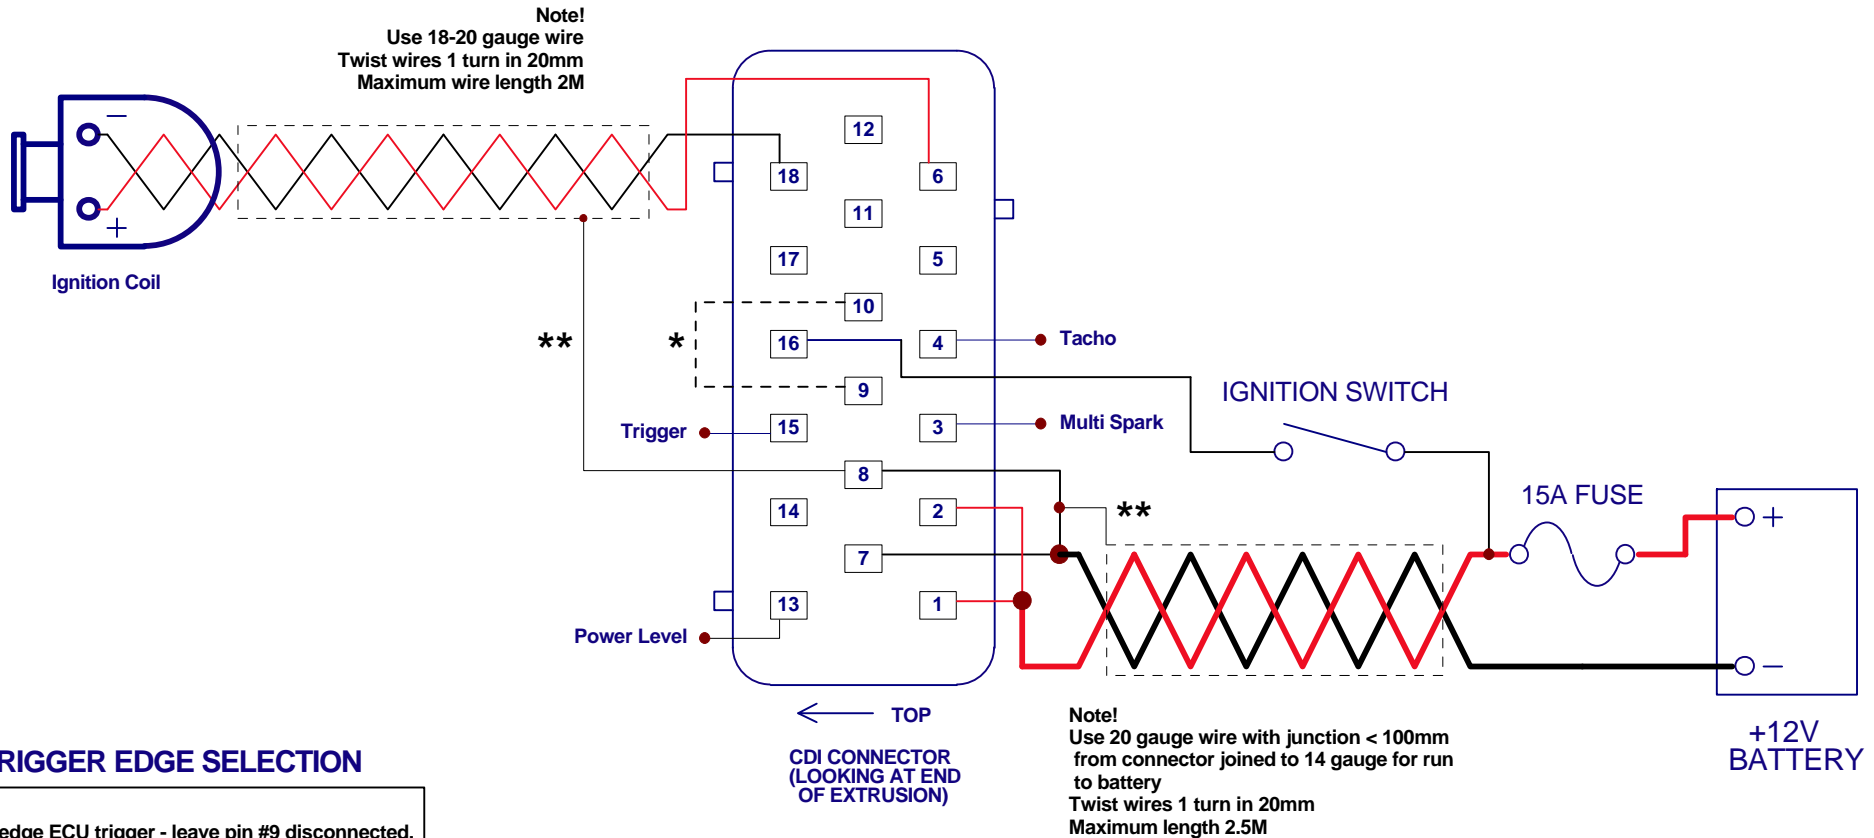 Note!
Use 18-20 gauge wire
Twist wires 1 turn in 20mm
Maximum wire length 2M
−
+
Ignition Coil
12
18
6
11
17
5
10
**
*
16
4
Tacho
9
IGNITION SWITCH
Trigger
15
3
Multi Spark
8
15A FUSE
14
2
**
+
7
13
1
Power Level
−
TOP
CDI CONNECTOR
(LOOKING AT END
OF EXTRUSION)
Note!
Use 20 gauge wire with junction < 100mm
from connector joined to 14 gauge for run
to battery
Twist wires 1 turn in 20mm
Maximum length 2.5M
+12V
BATTERY
RIGGER EDGE SELECTION
edge ECU trigger - leave pin #9 disconnected.